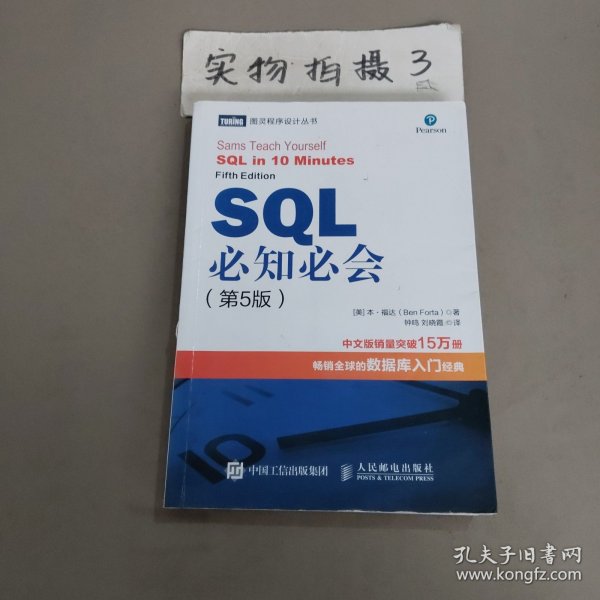 实物拍摄3
TURING 图灵程序设计丛书
Pearson
Sams Teach Yourself
SQL in 10 Minutes
Fifth Edition
SQL
必知必会
(第5版)
[美] 本·福达 (Ben Forta) 著
钟鸣 刘晓霞 译
中文版销量突破15万册
畅销全球的数据库入门经典
10
中国工信出版集团
人民邮电出版社
POSTS & TELECOM PRESS
孔夫子旧书网
www.kongfz.com